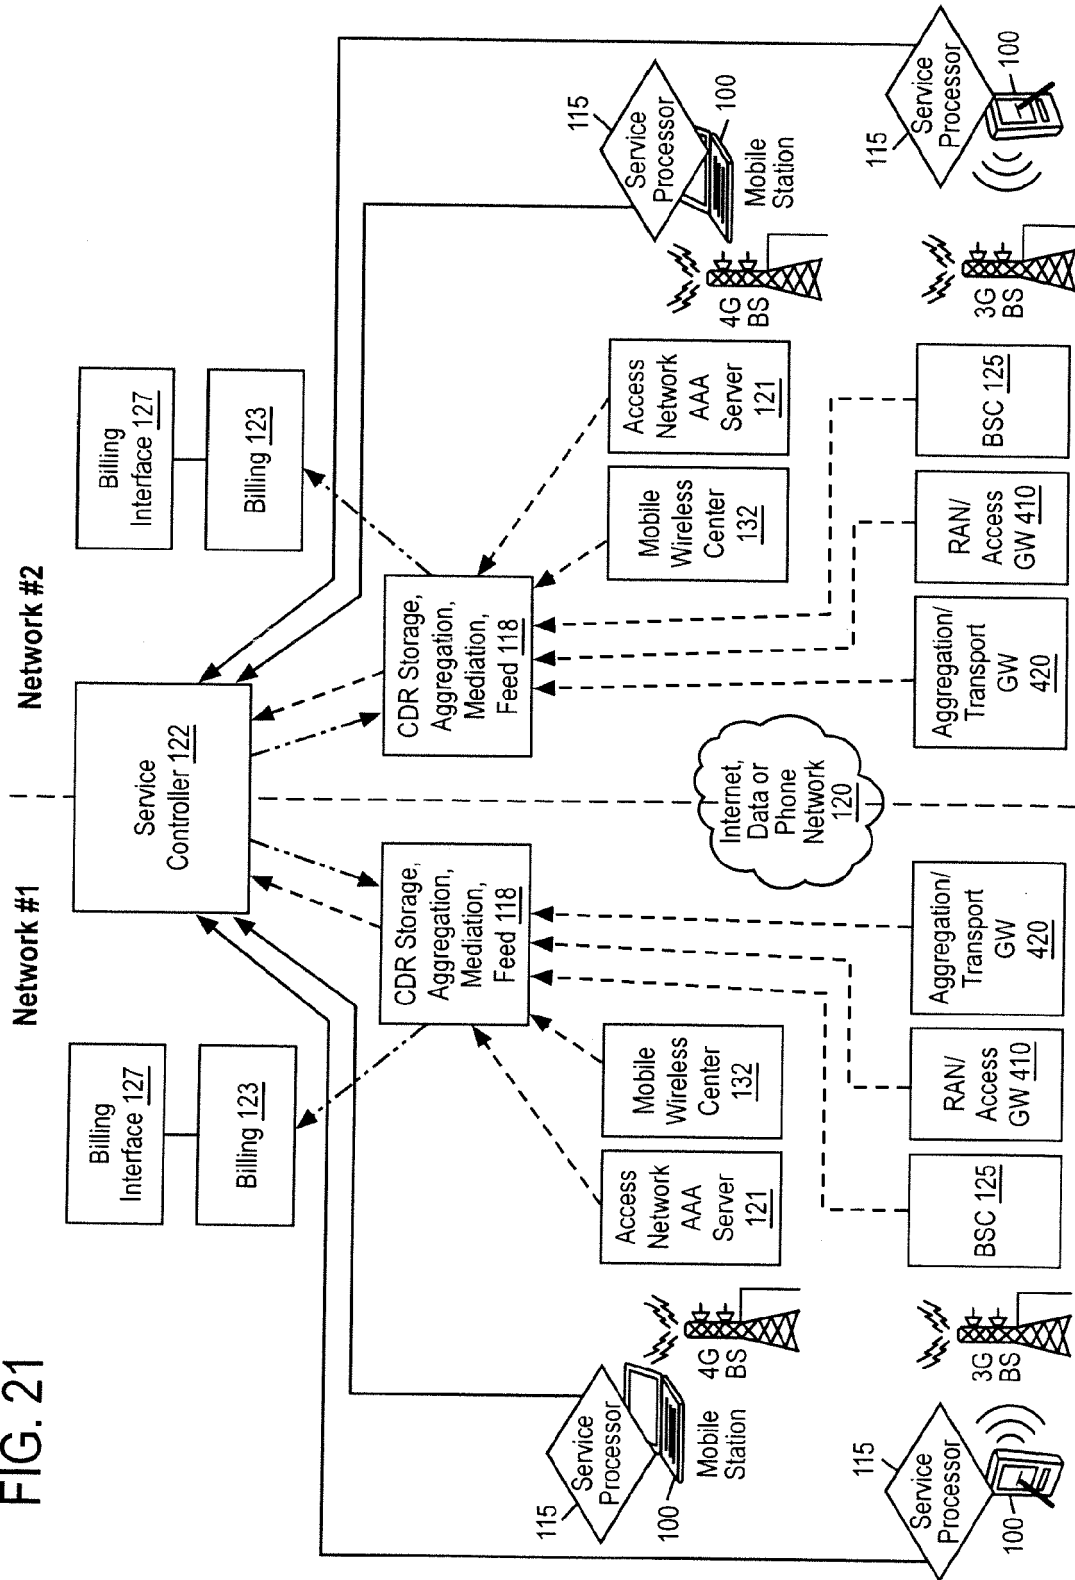 FIG. 21
Network #1
Network #2
Billing
Interface 127
Billing 123
Service
Controller 122
Billing
Interface 127
Billing 123
CDR Storage,
Aggregation,
Mediation,
Feed 118
CDR Storage,
Aggregation,
Mediation,
Feed 118
115
Service
Processor
100
Mobile
Station
4G
BS
Access
Network
AAA
Server
121
Mobile
Wireless
Center
132
Internet,
Data or
Phone
Network
120
Mobile
Wireless
Center
132
Access
Network
AAA
Server
121
4G
BS
115
Service
Processor
100
Mobile
Station
115
Service
Processor
100
3G
BS
BSC 125
RAN/
Access
GW 410
Aggregation/
Transport
GW
420
Aggregation/
Transport
GW
420
RAN/
Access
GW 410
BSC 125
3G
BS
115
Service
Processor
100